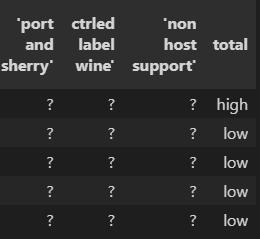 'port ctrled 'non
and label host total
sherry' wine' support'
? ? ? high
? ? ? low
? ? ? low
? ? ? low
? ? ? low